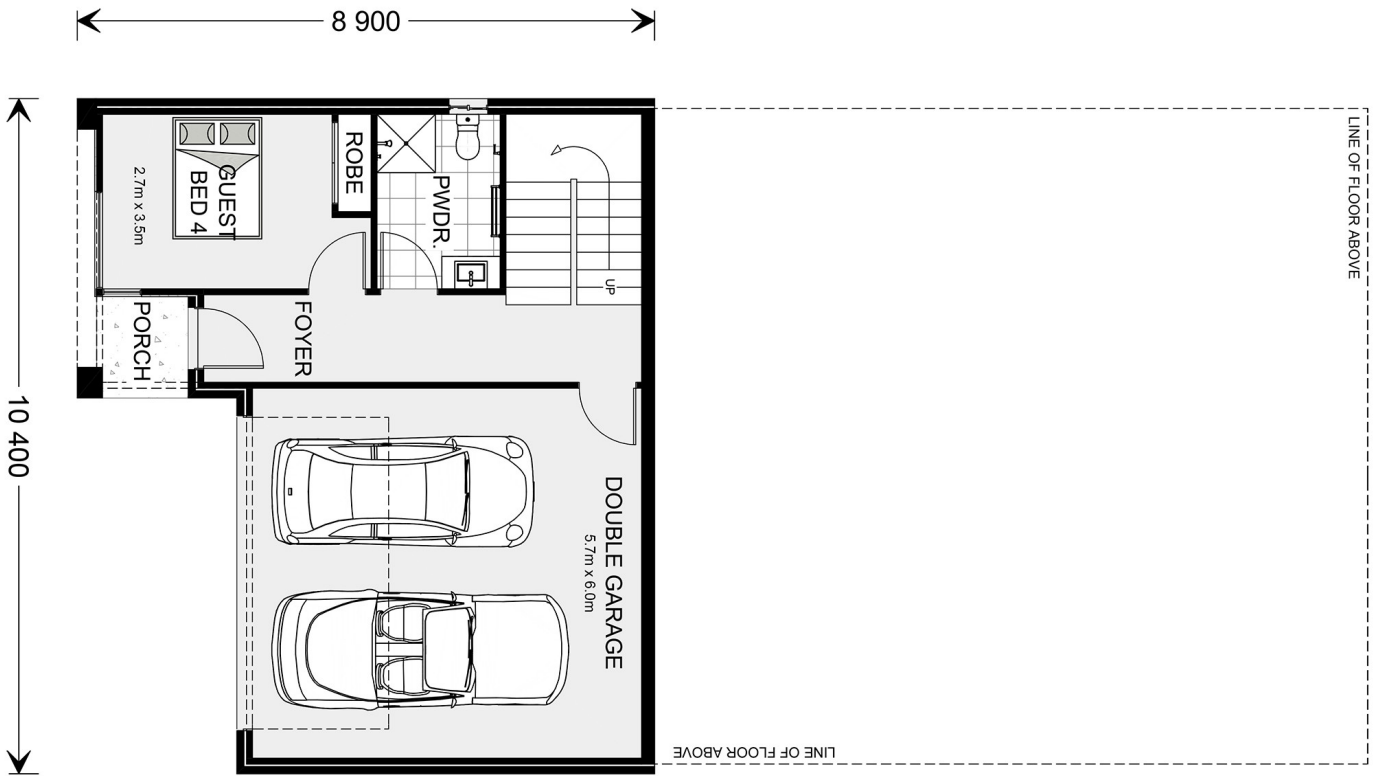 8 900
LINE OF FLOOR ABOVE
ROBE
GUEST
BED 4
2.7m x 3.5m
PWDR.
UP
PORCH
FOYER
10 400
DOUBLE GARAGE
5.7m x 6.0m
LINE OF FLOOR ABOVE